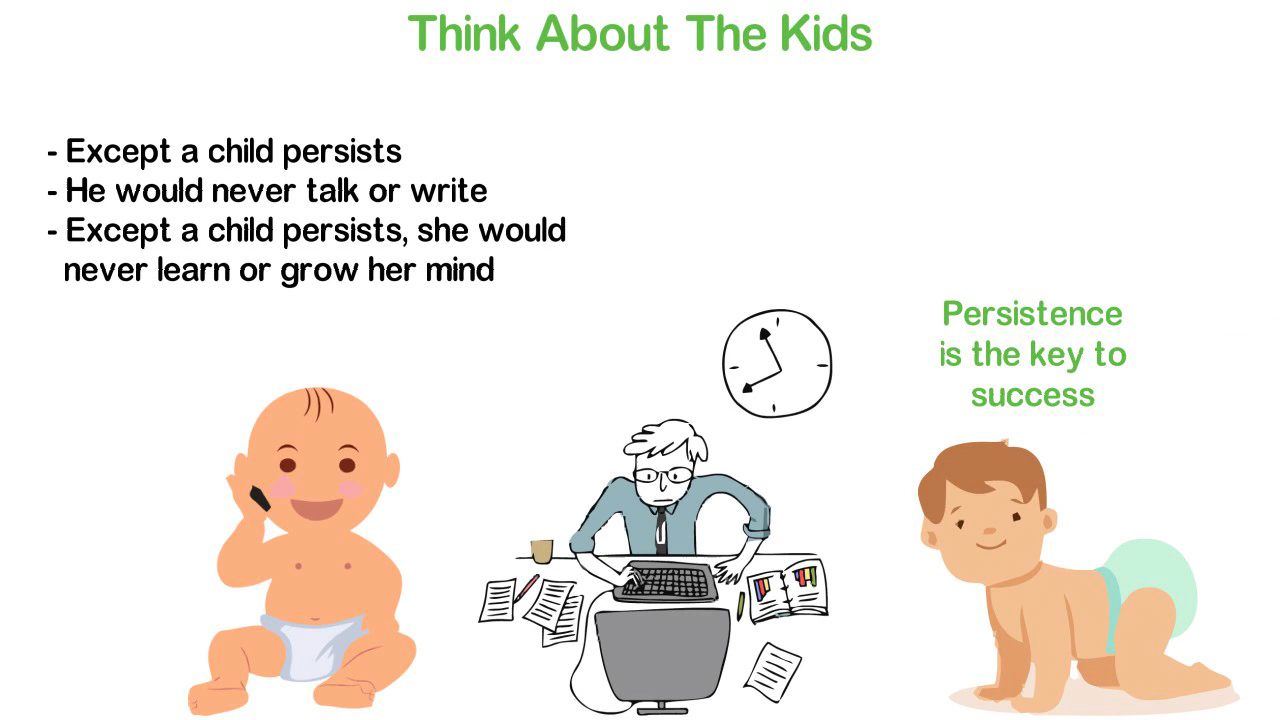 Think About The Kids
- Except a child persists
- He would never talk or write
- Except a child persists, she would
never learn or grow her mind
Persistence
is the key to
success